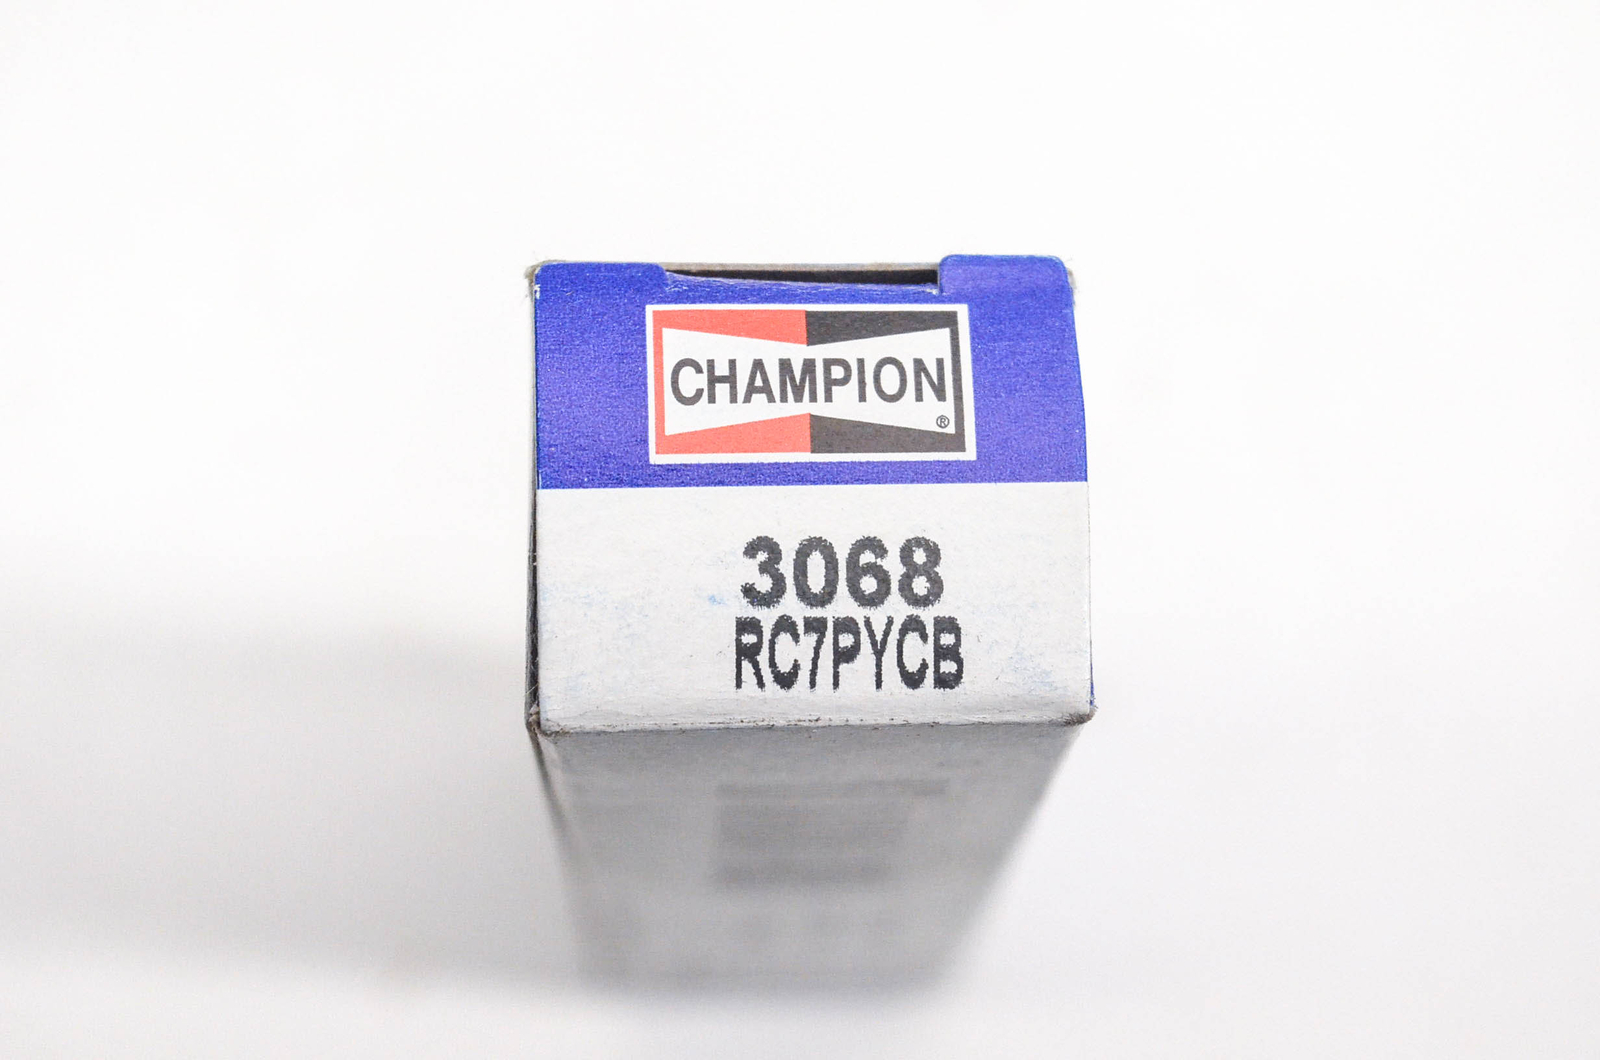 CHAMPION
®
3068
RC7PYCB